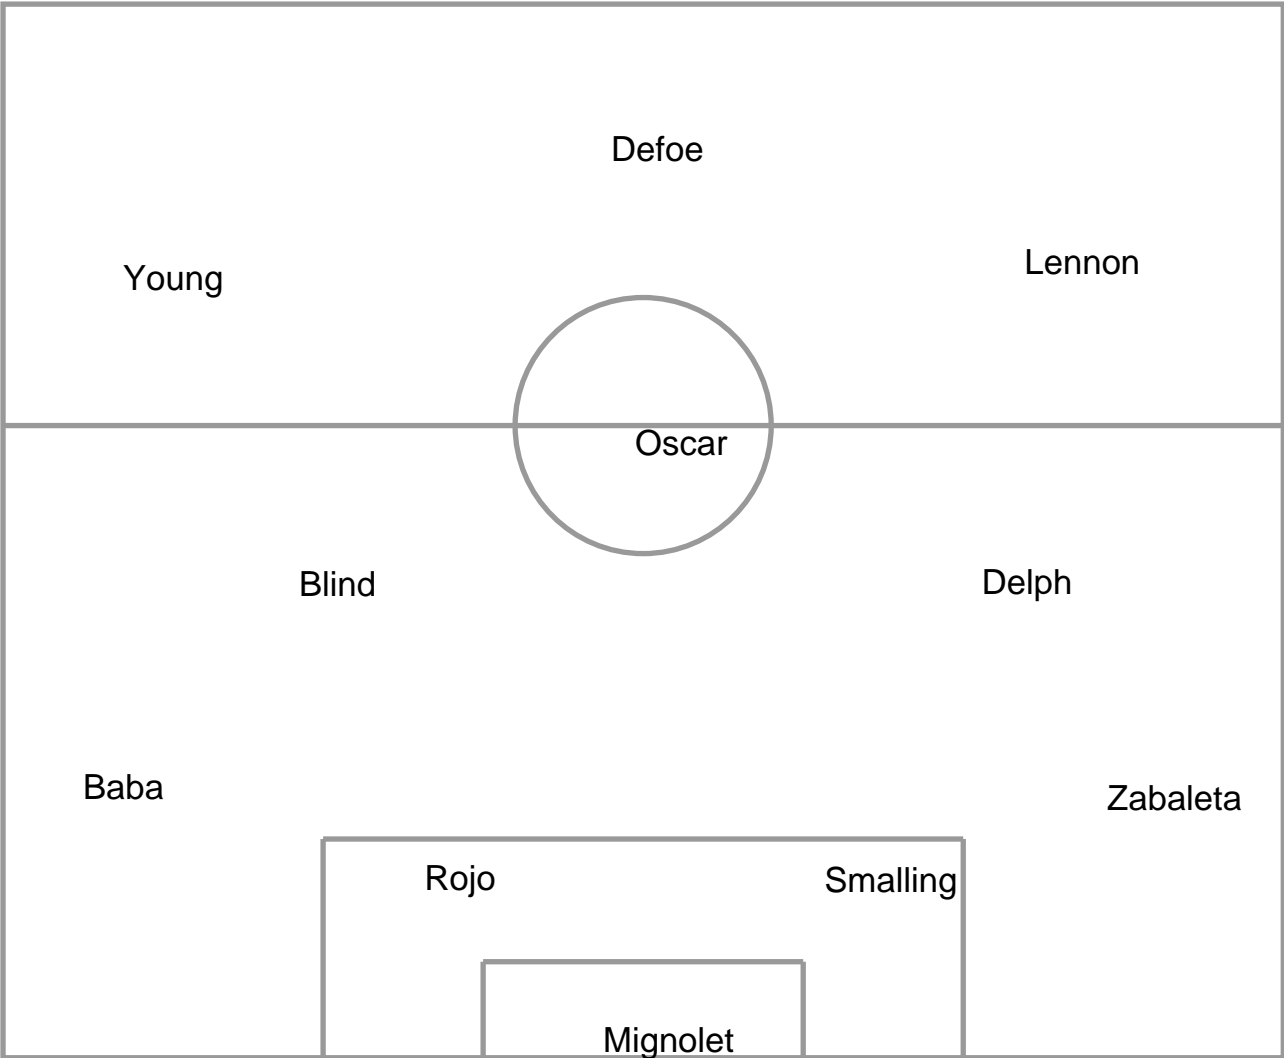 Defoe
Young
Lennon
Oscar
Blind
Delph
Baba
Zabaleta
Rojo
Smalling
Mignolet